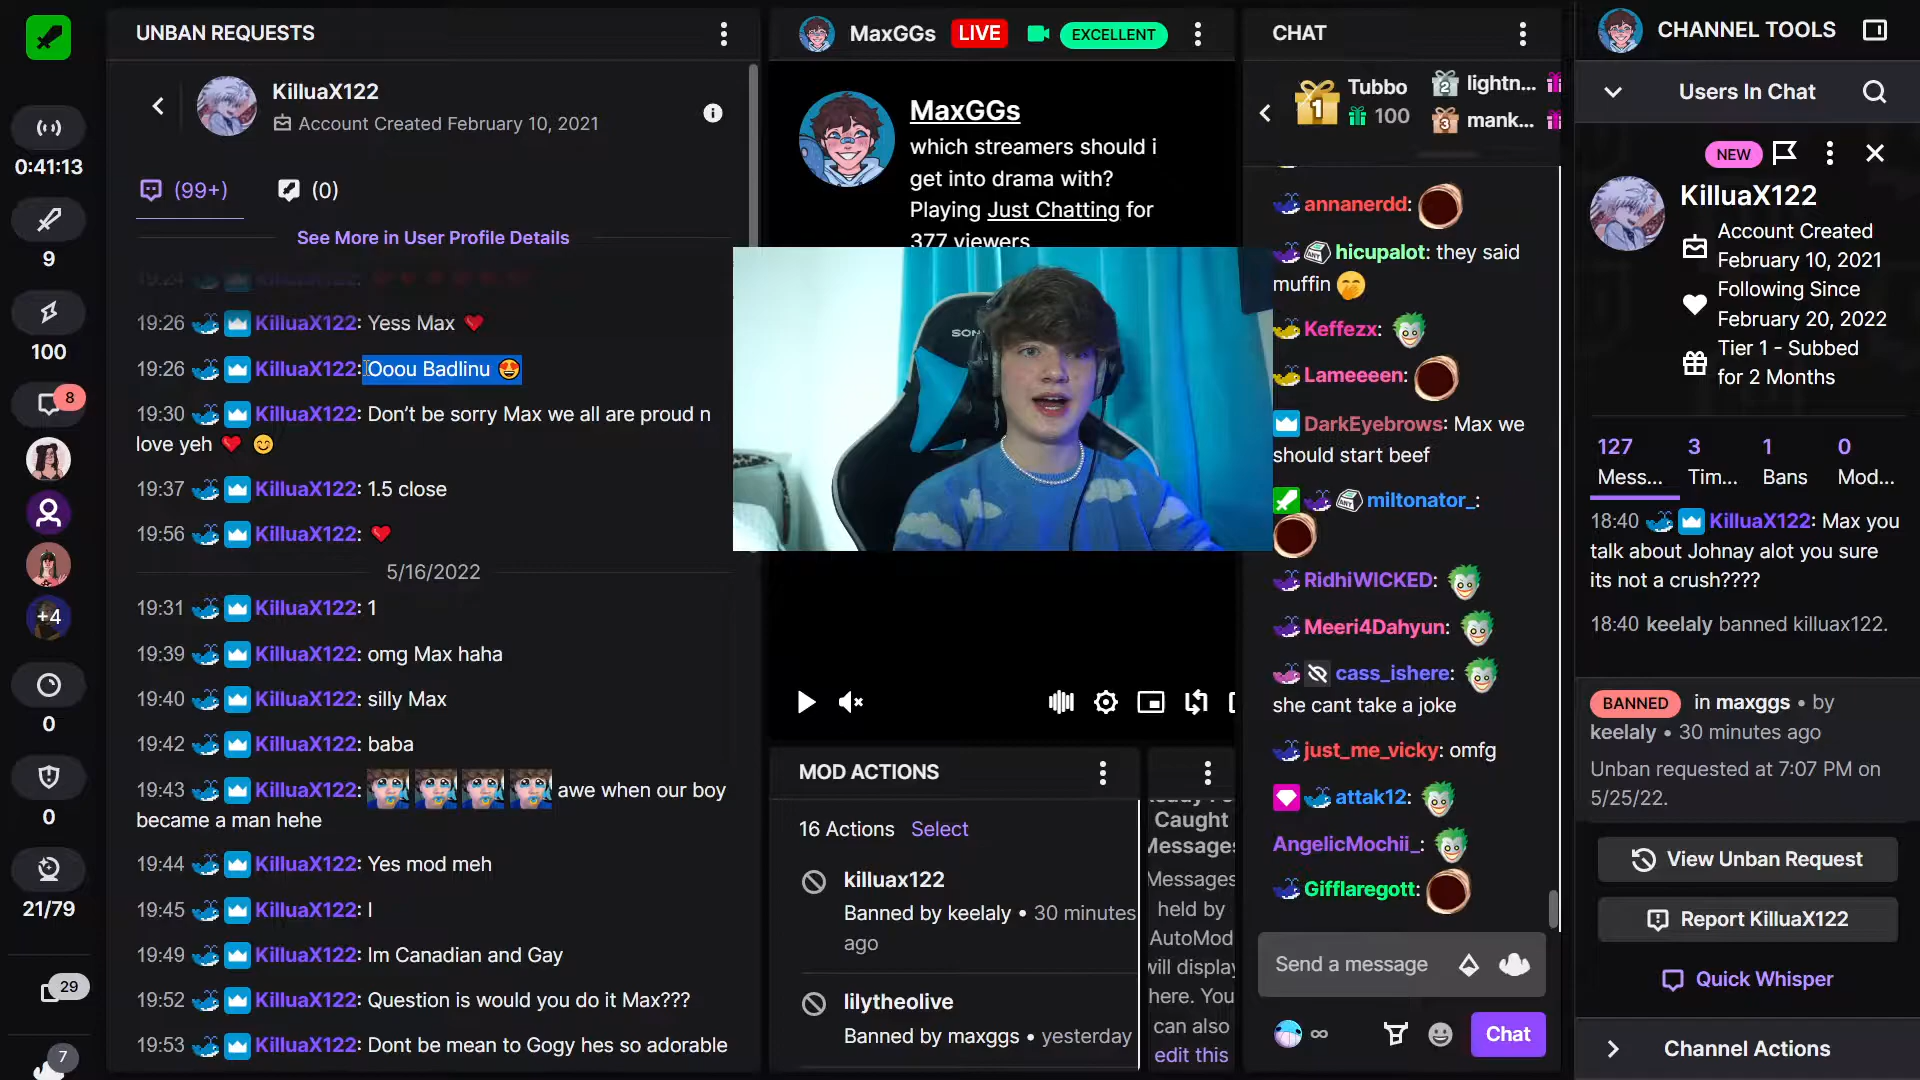 UNBAN REQUESTS
KilluaX122
Account Created February 10, 2021
(99+)
(0)
See More in User Profile Details
19:26 KilluaX122: Yess Max ❤️
19:26 KilluaX122: Ooou Badlinu 😍
19:30 KilluaX122: Don't be sorry Max we all are proud n
love yeh ❤️ 😊
19:37 KilluaX122: 1.5 close
19:56 KilluaX122: ❤️
5/16/2022
19:31 KilluaX122: 1
19:39 KilluaX122: omg Max haha
19:40 KilluaX122: silly Max
19:42 KilluaX122: baba
19:43 KilluaX122: awe when our boy
became a man hehe
19:44 KilluaX122: Yes mod meh
19:45 KilluaX122: I
19:49 KilluaX122: Im Canadian and Gay
19:52 KilluaX122: Question is would you do it Max???
19:53 KilluaX122: Dont be mean to Gogy hes so adorable
0:41:13
9
100
8
+4
0
0
21/79
29
7
MaxGGs
LIVE
EXCELLENT
MaxGGs
which streamers should i
get into drama with?
Playing Just Chatting for
377 viewers
SON
MOD ACTIONS
16 Actions Select
killuax122
Banned by keelaly • 30 minutes
ago
lilytheolive
Banned by maxggs • yesterday
Caught
Messages
Messages
held by
AutoMod
will display
here. You
can also
edit this
CHAT
1
Tubbo
100
2
lightn...
3
mank...
annanerdd:
hicupalot: they said
muffin 🤭
Keffezx:
Lameeeen:
DarkEyebrows: Max we
should start beef
miltonator_:
RidhiWICKED:
Meeri4Dahyun:
cass_ishere:
she cant take a joke
just_me_vicky: omfg
attak12:
AngelicMochii_:
Gifflaregott:
Send a message
∞
Chat
CHANNEL TOOLS
Users In Chat
NEW
KilluaX122
Account Created
February 10, 2021
Following Since
February 20, 2022
Tier 1 - Subbed
for 2 Months
127 3 1 0
Mess... Tim... Bans Mod...
18:40 KilluaX122: Max you
talk about Johnay alot you sure
its not a crush????
18:40 keelaly banned killuax122.
BANNED in maxggs • by
keelaly • 30 minutes ago
Unban requested at 7:07 PM on
5/25/22.
View Unban Request
Report KilluaX122
Quick Whisper
Channel Actions